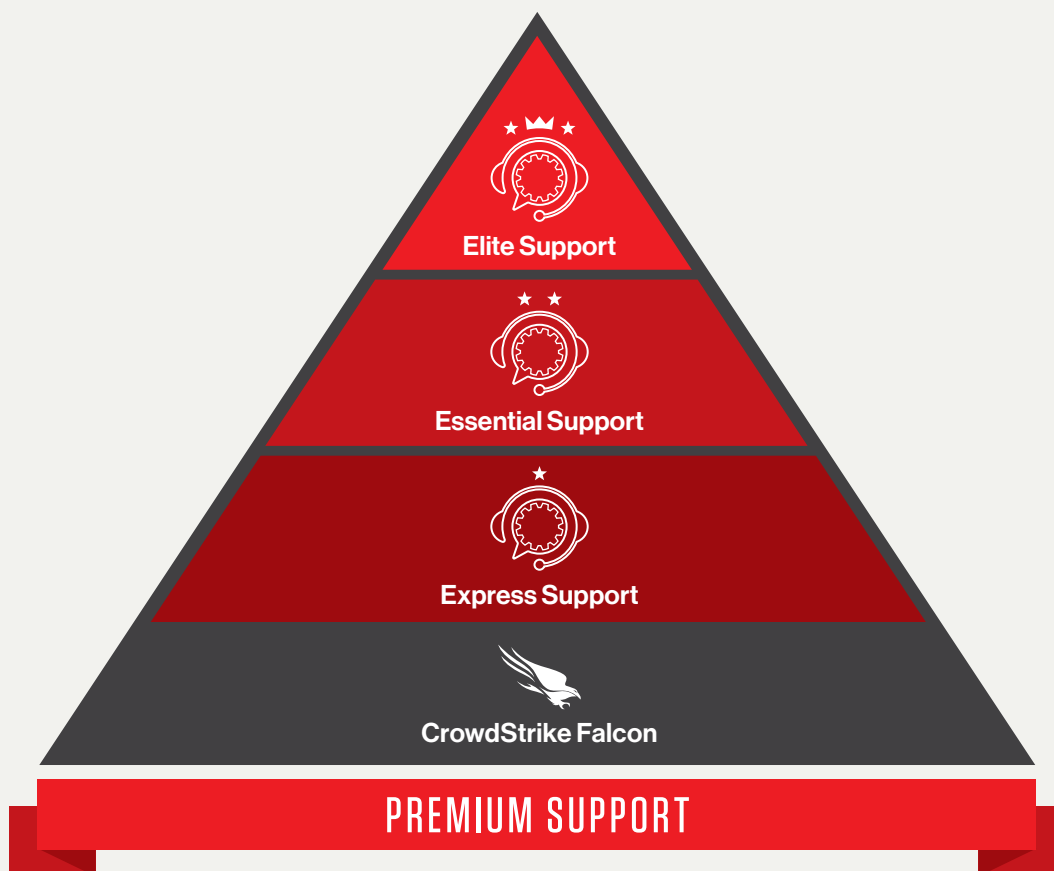 Elite Support
Essential Support
Express Support
CrowdStrike Falcon
PREMIUM SUPPORT